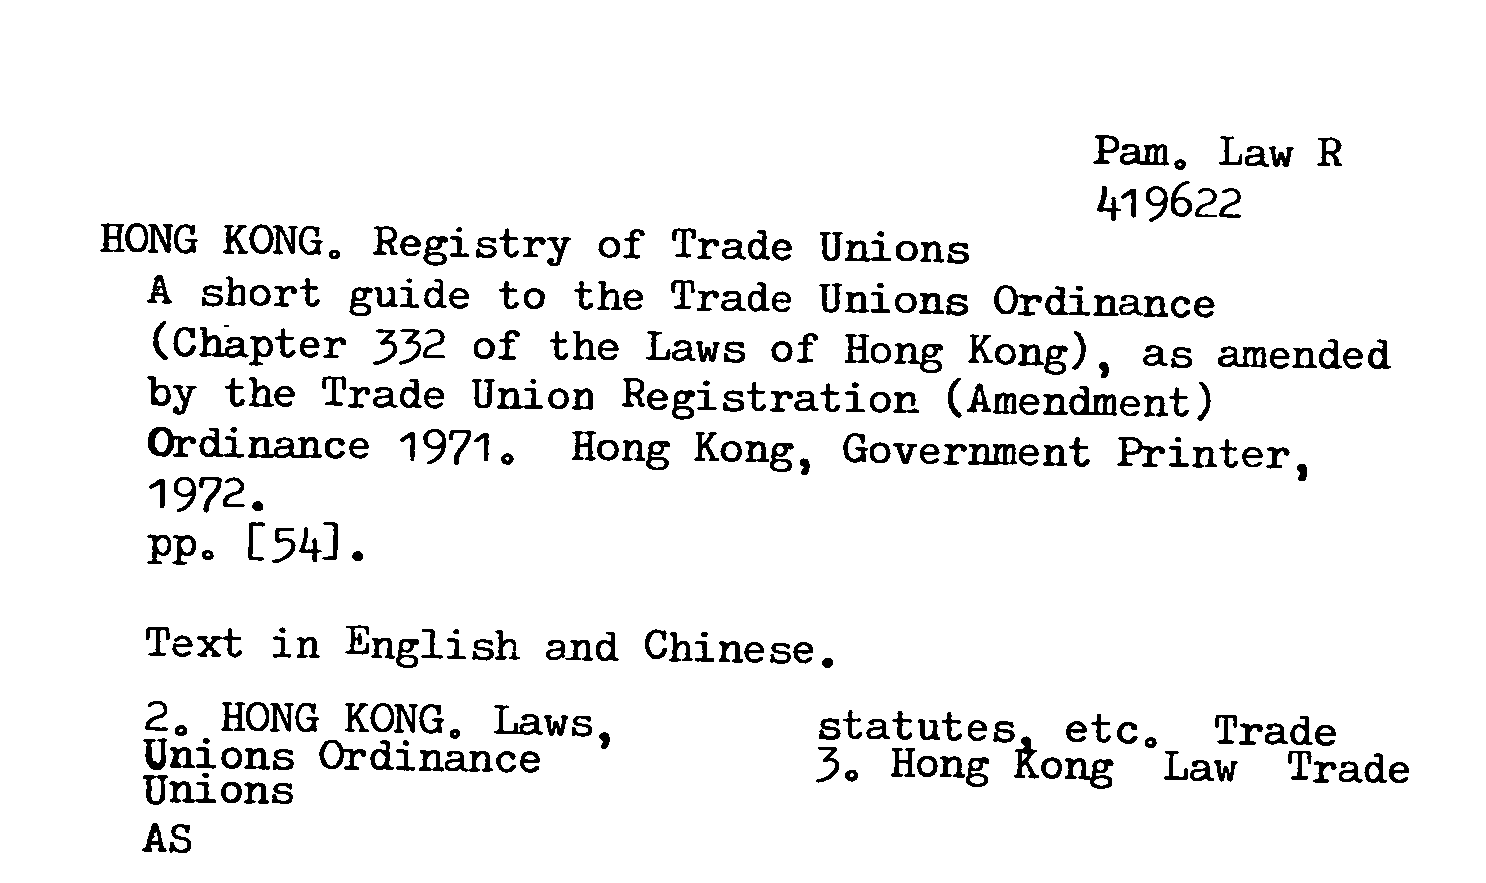 Pam. Law R
419622
HONG KONG. Registry of Trade Unions
A short guide to the Trade Unions Ordinance
(Chapter 332 of the Laws of Hong Kong), as amended
by the Trade Union Registration (Amendment)
Ordinance 1971. Hong Kong, Government Printer,
1972.
pp. [54].
Text in English and Chinese.
2. HONG KONG. Laws, statutes, etc. Trade
Unions Ordinance 3. Hong Kong Law Trade
Unions
AS